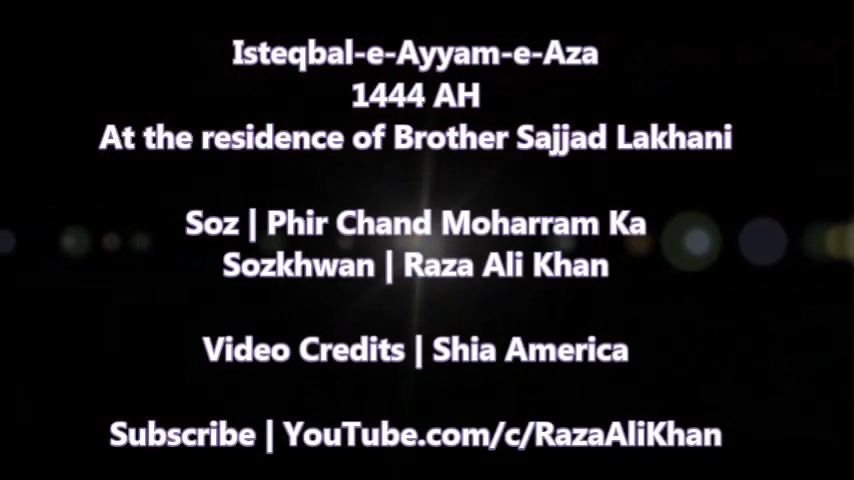 Isteqbal-e-Ayyam-e-Aza
1444 AH
At the residence of Brother Sajjad Lakhani
Soz | Phir Chand Moharram Ka
Sozkhwan | Raza Ali Khan
Video Credits | Shia America
Subscribe | YouTube.com/c/RazaAliKhan